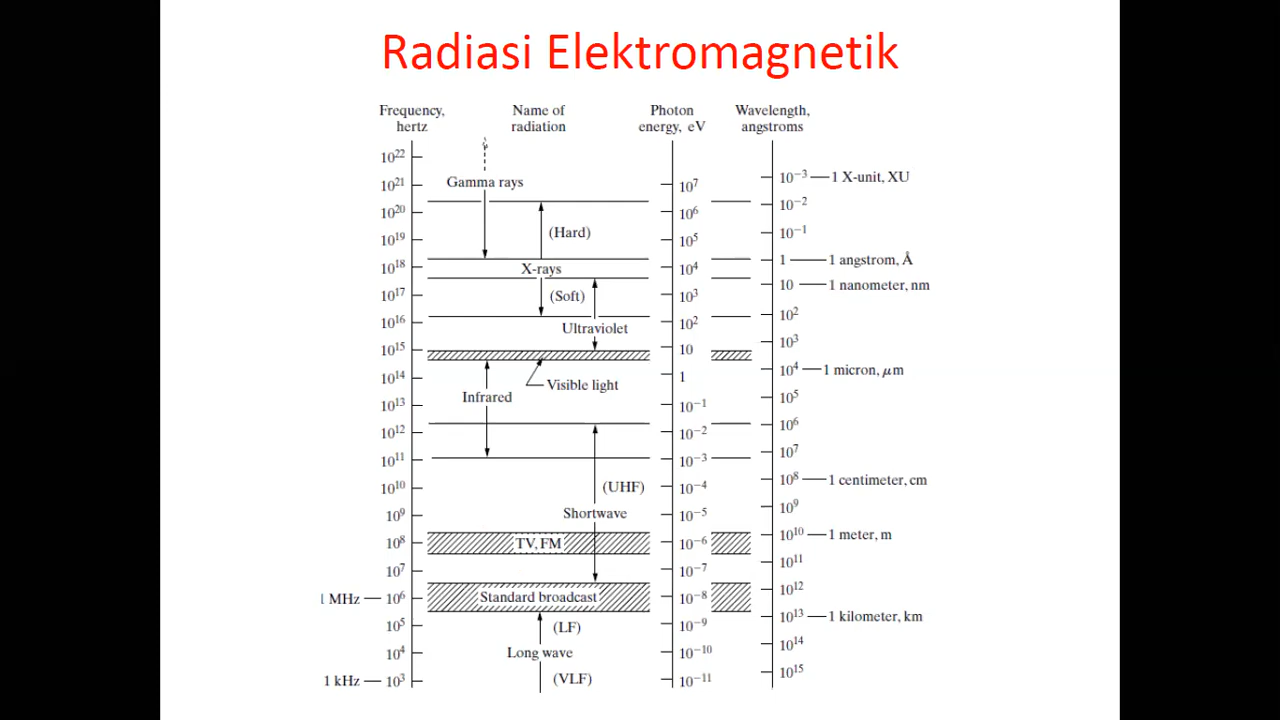 Radiasi Elektromagnetik
Frequency, hertz
Name of radiation
Photon energy, eV
Wavelength, angstroms
10²²
10²¹
10²⁰
10¹⁹
10¹⁸
10¹⁷
10¹⁶
10¹⁵
10¹⁴
10¹³
10¹²
10¹¹
10¹⁰
10⁹
10⁸
10⁷
1 MHz — 10⁶
10⁵
10⁴
1 kHz — 10³
Gamma rays
(Hard)
X-rays
(Soft)
Ultraviolet
Visible light
Infrared
(UHF)
Shortwave
TV, FM
Standard broadcast
(LF)
Long wave
(VLF)
10⁷
10⁶
10⁵
10⁴
10³
10²
10
1
10⁻¹
10⁻²
10⁻³
10⁻⁴
10⁻⁵
10⁻⁶
10⁻⁷
10⁻⁸
10⁻⁹
10⁻¹⁰
10⁻¹¹
10⁻³ — 1 X-unit, XU
10⁻²
10⁻¹
1 — 1 angstrom, Å
10 — 1 nanometer, nm
10²
10³
10⁴ — 1 micron, μm
10⁵
10⁶
10⁷
10⁸ — 1 centimeter, cm
10⁹
10¹⁰ — 1 meter, m
10¹¹
10¹²
10¹³ — 1 kilometer, km
10¹⁴
10¹⁵